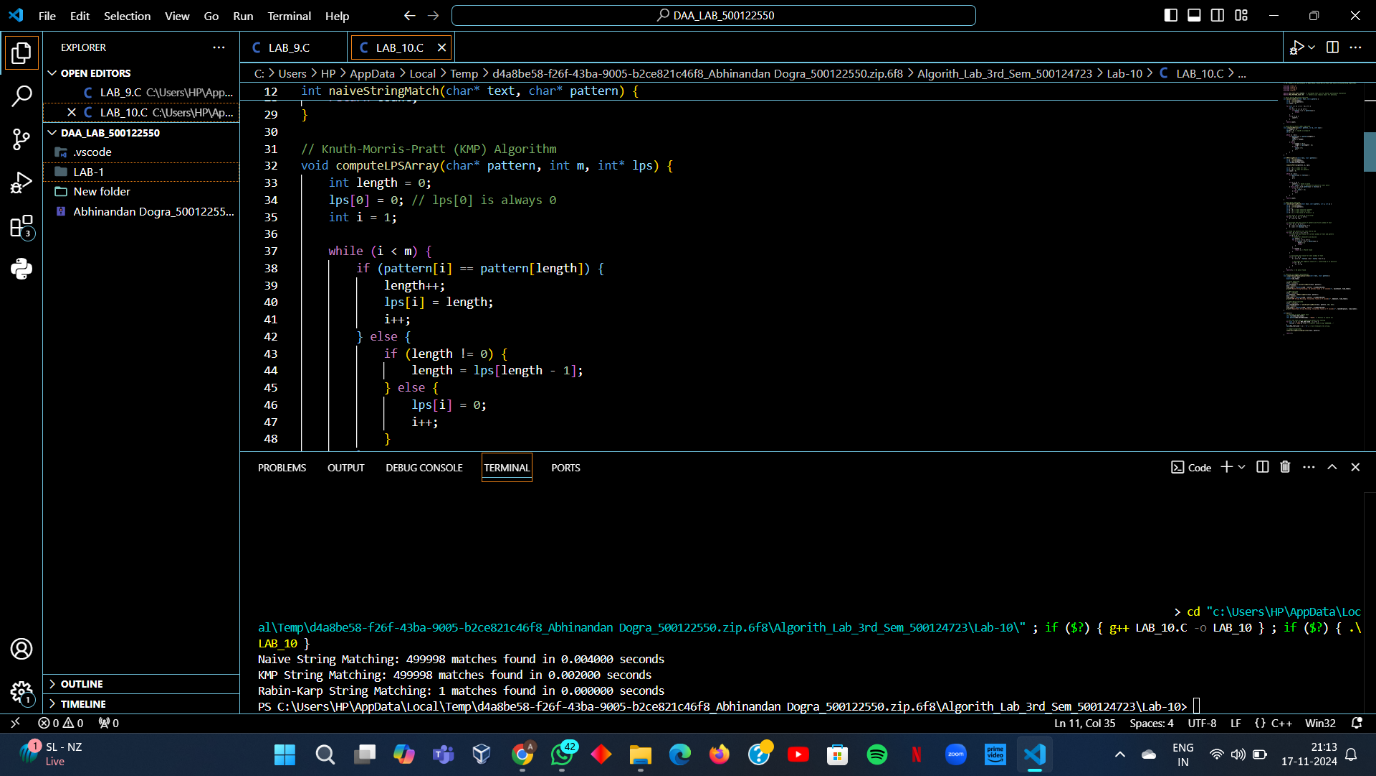 File Edit Selection View Go Run Terminal Help
DAA_LAB_500122550
EXPLORER
OPEN EDITORS
C LAB_9.C C:\Users\HP\App...
C LAB_10.C C:\Users\HP\Ap...
DAA_LAB_500122550
.vscode
LAB-1
New folder
Abhinandan Dogra_50012255...
OUTLINE
TIMELINE
3
1
C LAB_9.C
C LAB_10.C
C: > Users > HP > AppData > Local > Temp > d4a8be58-f26f-43ba-9005-b2ce821c46f8_Abhinandan Dogra_500122550.zip.6f8 > Algorith_Lab_3rd_Sem_500124723 > Lab-10 > C LAB_10.C > ...
12 int naiveStringMatch(char* text, char* pattern) {
29 }
30
31 // Knuth-Morris-Pratt (KMP) Algorithm
32 void computeLPSArray(char* pattern, int m, int* lps) {
33 int length = 0;
34 lps[0] = 0; // lps[0] is always 0
35 int i = 1;
36
37 while (i < m) {
38 if (pattern[i] == pattern[length]) {
39 length++;
40 lps[i] = length;
41 i++;
42 } else {
43 if (length != 0) {
44 length = lps[length - 1];
45 } else {
46 lps[i] = 0;
47 i++;
48 }
PROBLEMS OUTPUT DEBUG CONSOLE TERMINAL PORTS
Code
> cd "c:\Users\HP\AppData\Loc
al\Temp\d4a8be58-f26f-43ba-9005-b2ce821c46f8_Abhinandan Dogra_500122550.zip.6f8\Algorith_Lab_3rd_Sem_500124723\Lab-10\" ; if ($?) { g++ LAB_10.C -o LAB_10 } ; if ($?) { .\
LAB_10 }
Naive String Matching: 499998 matches found in 0.004000 seconds
KMP String Matching: 499998 matches found in 0.002000 seconds
Rabin-Karp String Matching: 1 matches found in 0.000000 seconds
PS C:\Users\HP\AppData\Local\Temp\d4a8be58-f26f-43ba-9005-b2ce821c46f8_Abhinandan Dogra_500122550.zip.6f8\Algorith_Lab_3rd_Sem_500124723\Lab-10>
0 0 0
Ln 11, Col 35 Spaces: 4 UTF-8 LF {} C++ Win32
1
SL - NZ
Live
42
zoom
prime video
ENG
IN
21:13
17-11-2024